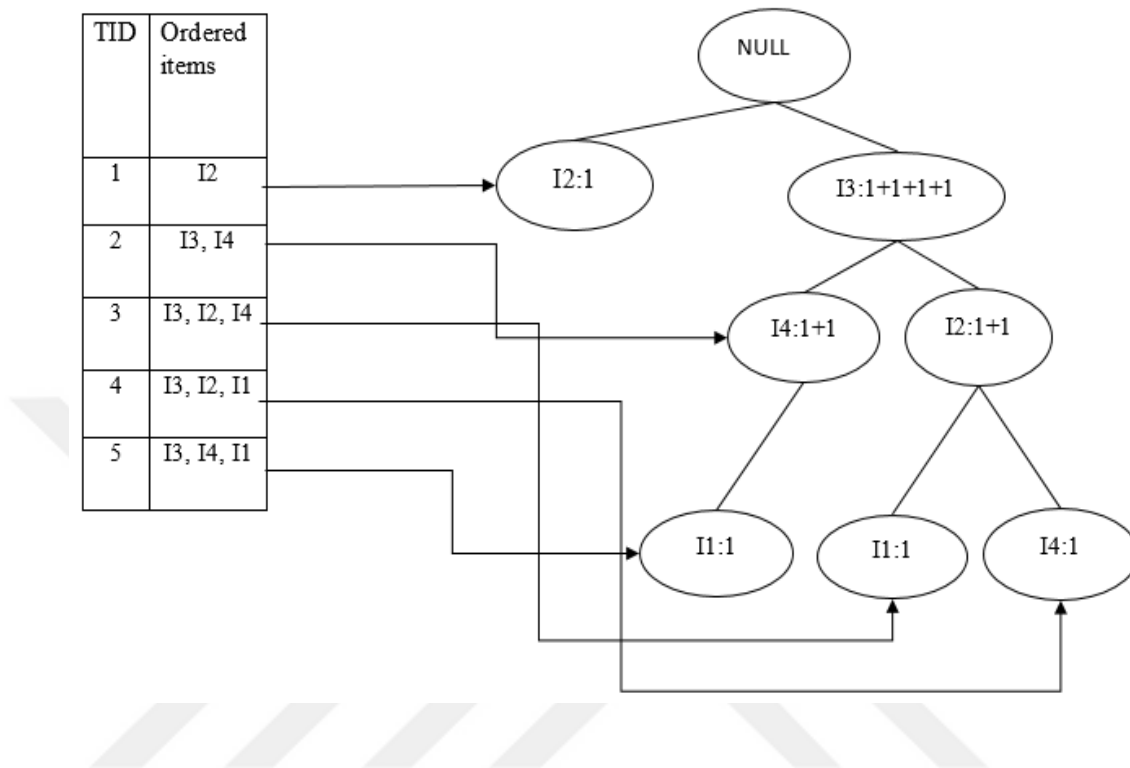 TID Ordered
items
1 I2
2 I3, I4
3 I3, I2, I4
4 I3, I2, I1
5 I3, I4, I1
NULL
I2:1
I3:1+1+1+1
I4:1+1
I2:1+1
I1:1
I1:1
I4:1